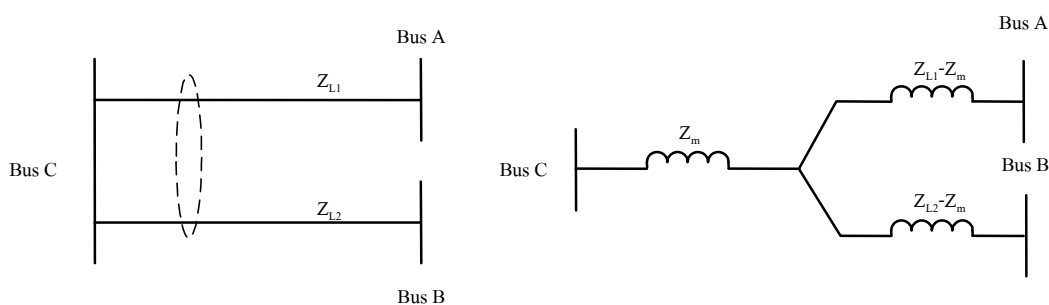 Bus A
Z_L1
Bus C
Z_L2
Bus B
Bus A
Z_L1-Z_m
Z_m
Bus B
Bus C
Z_L2-Z_m